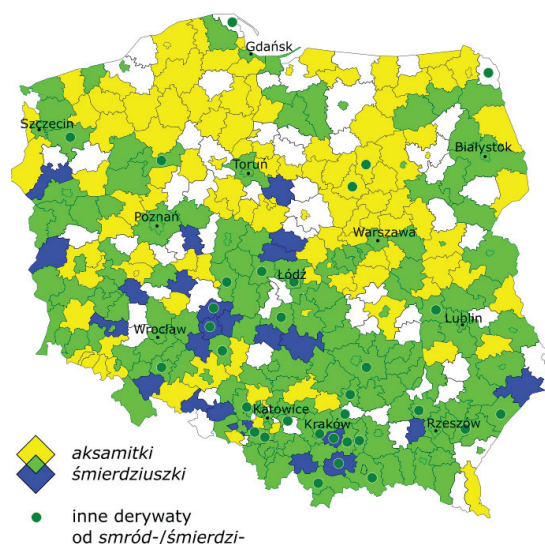 Gdańsk
Szczecin
Białystok
Toruń
Poznań
Warszawa
Łódź
Lublin
Wrocław
Katowice
Kraków
Rzeszów
aksamitki
śmierdziuszki
inne derywaty
od smród-/śmierdzi-